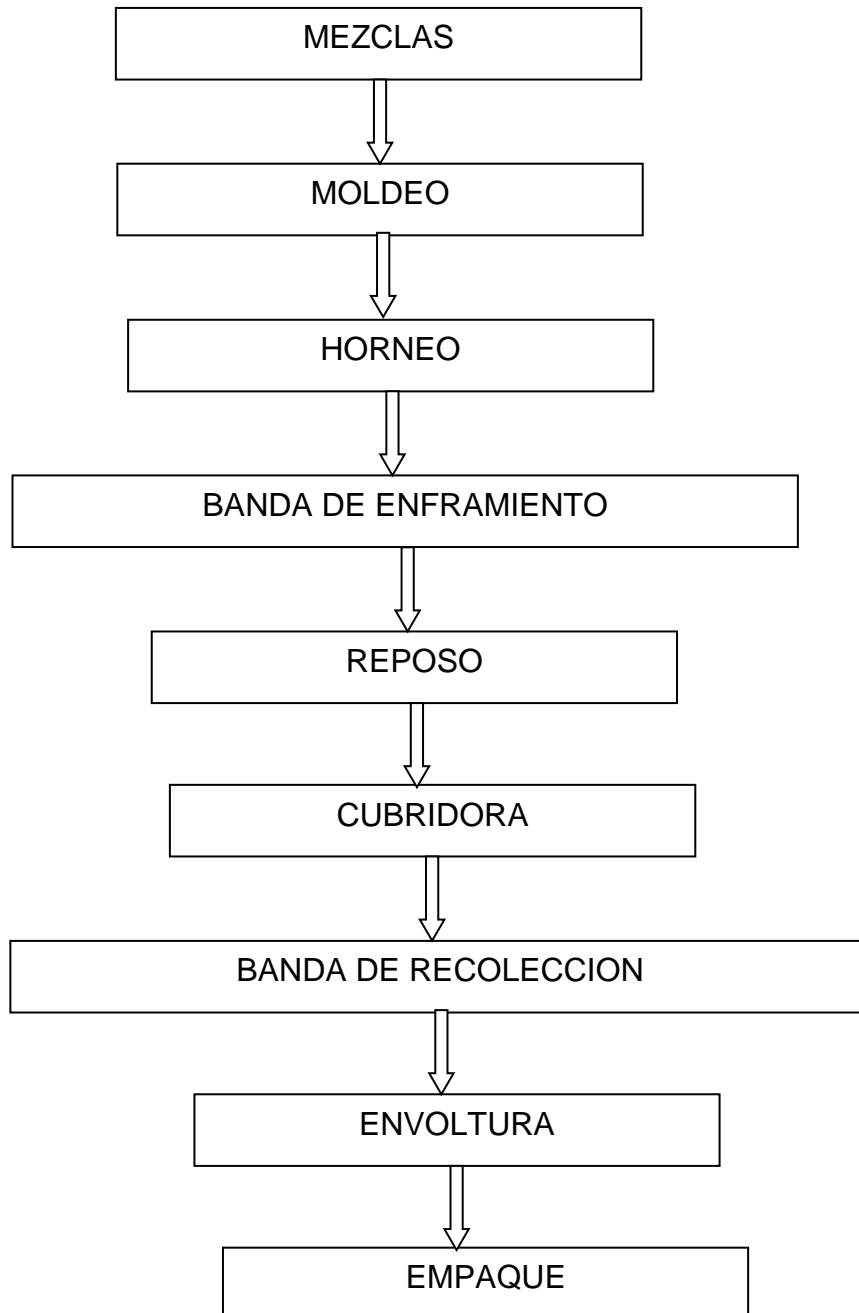 MEZCLAS
MOLDEO
HORNEO
BANDA DE ENFRAMIENTO
REPOSO
CUBRIDORA
BANDA DE RECOLECCION
ENVOLTURA
EMPAQUE